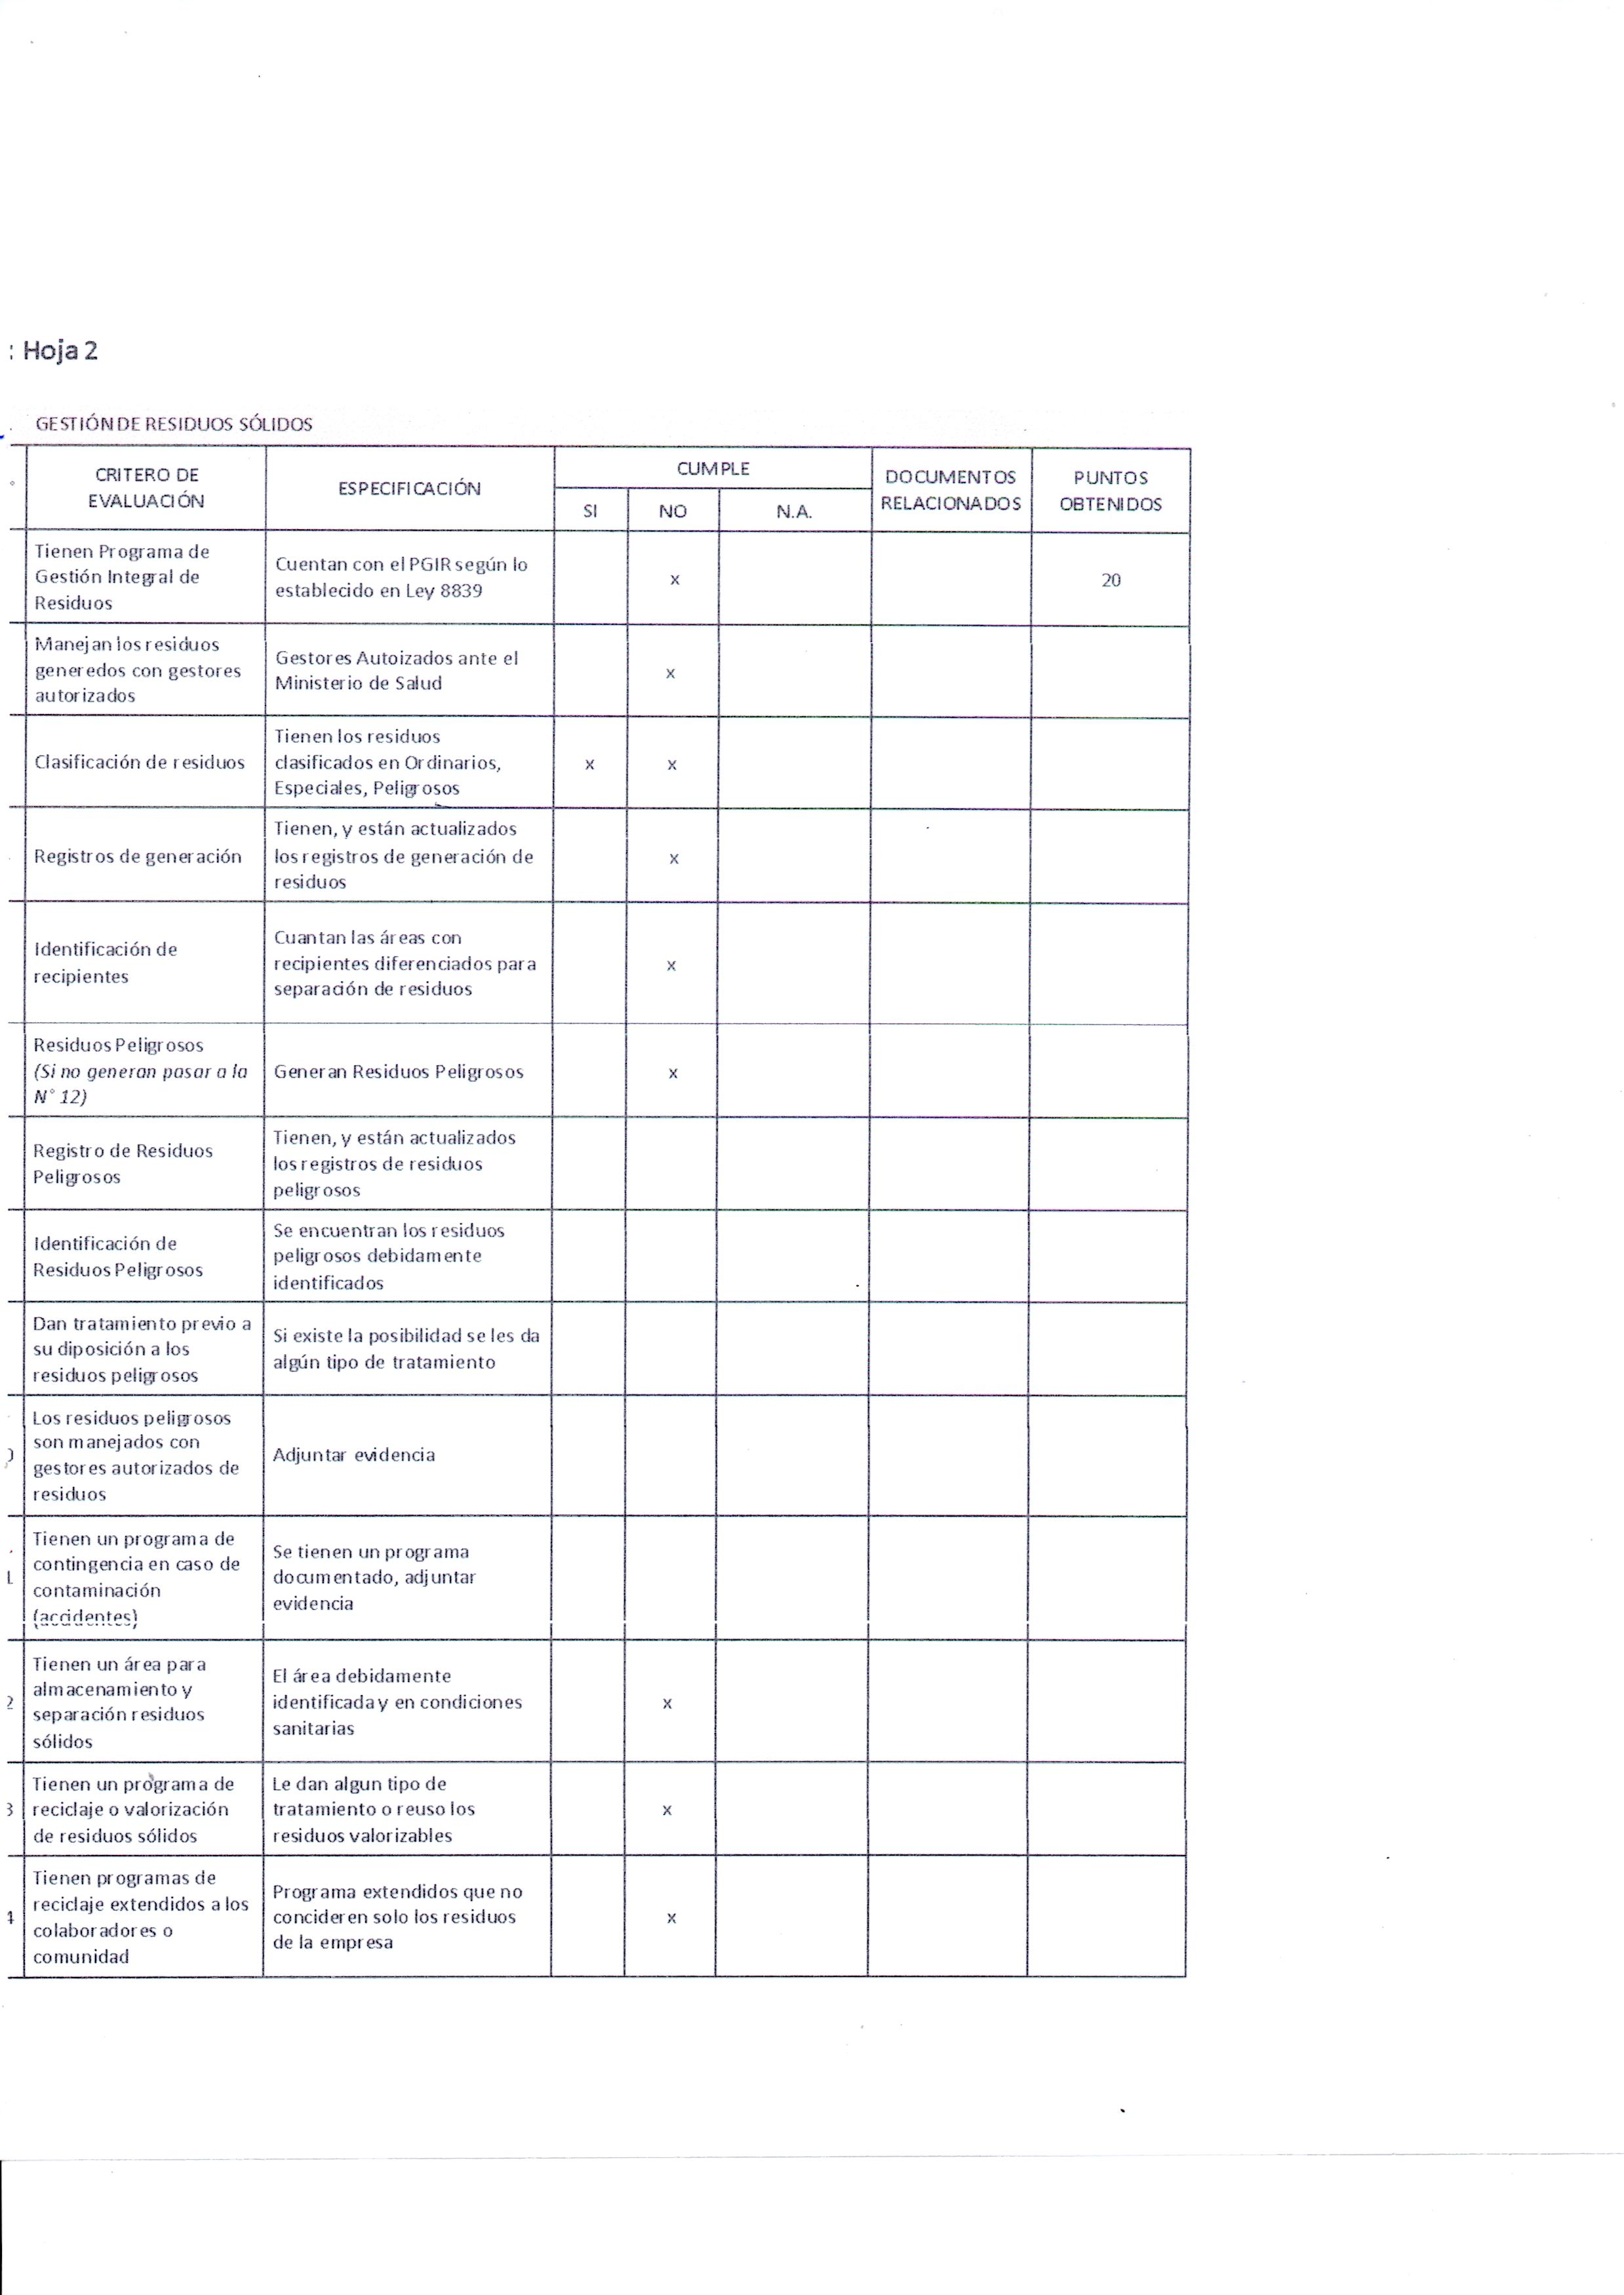 : Hoja 2
GESTIÓN DE RESIDUOS SÓLIDOS
CRITERO DE
EVALUACIÓN
ESPECIFICACIÓN
CUMPLE
SI
NO
N.A.
DOCUMENTOS
RELACIONADOS
PUNTOS
OBTENIDOS
Tienen Programa de
Gestión Integral de
Residuos
Cuentan con el PGIR según lo
establecido en Ley 8839
x
20
Manejan los residuos
generedos con gestores
autorizados
Gestores Autoizados ante el
Ministerio de Salud
x
Clasificación de residuos
Tienen los residuos
clasificados en Ordinarios,
Especiales, Peligrosos
x
x
Registros de generación
Tienen, y están actualizados
los registros de generación de
residuos
x
Identificación de
recipientes
Cuantan las áreas con
recipientes diferenciados para
separación de residuos
x
Residuos Peligrosos
(Si no generan pasar a la
N° 12)
Generan Residuos Peligrosos
x
Registro de Residuos
Peligrosos
Tienen, y están actualizados
los registros de residuos
peligrosos
Identificación de
Residuos Peligrosos
Se encuentran los residuos
peligrosos debidamente
identificados
Dan tratamiento previo a
su diposición a los
residuos peligrosos
Si existe la posibilidad se les da
algún tipo de tratamiento
Los residuos peligrosos
son manejados con
gestores autorizados de
residuos
Adjuntar evidencia
Tienen un programa de
contingencia en caso de
contaminación
(accidentes)
Se tienen un programa
documentado, adjuntar
evidencia
2
Tienen un área para
almacenamiento y
separación residuos
sólidos
El área debidamente
identificada y en condiciones
sanitarias
x
3
Tienen un programa de
reciclaje o valorización
de residuos sólidos
Le dan algun tipo de
tratamiento o reuso los
residuos valorizables
x
4
Tienen programas de
reciclaje extendidos a los
colaboradores o
comunidad
Programa extendidos que no
concideren solo los residuos
de la empresa
x